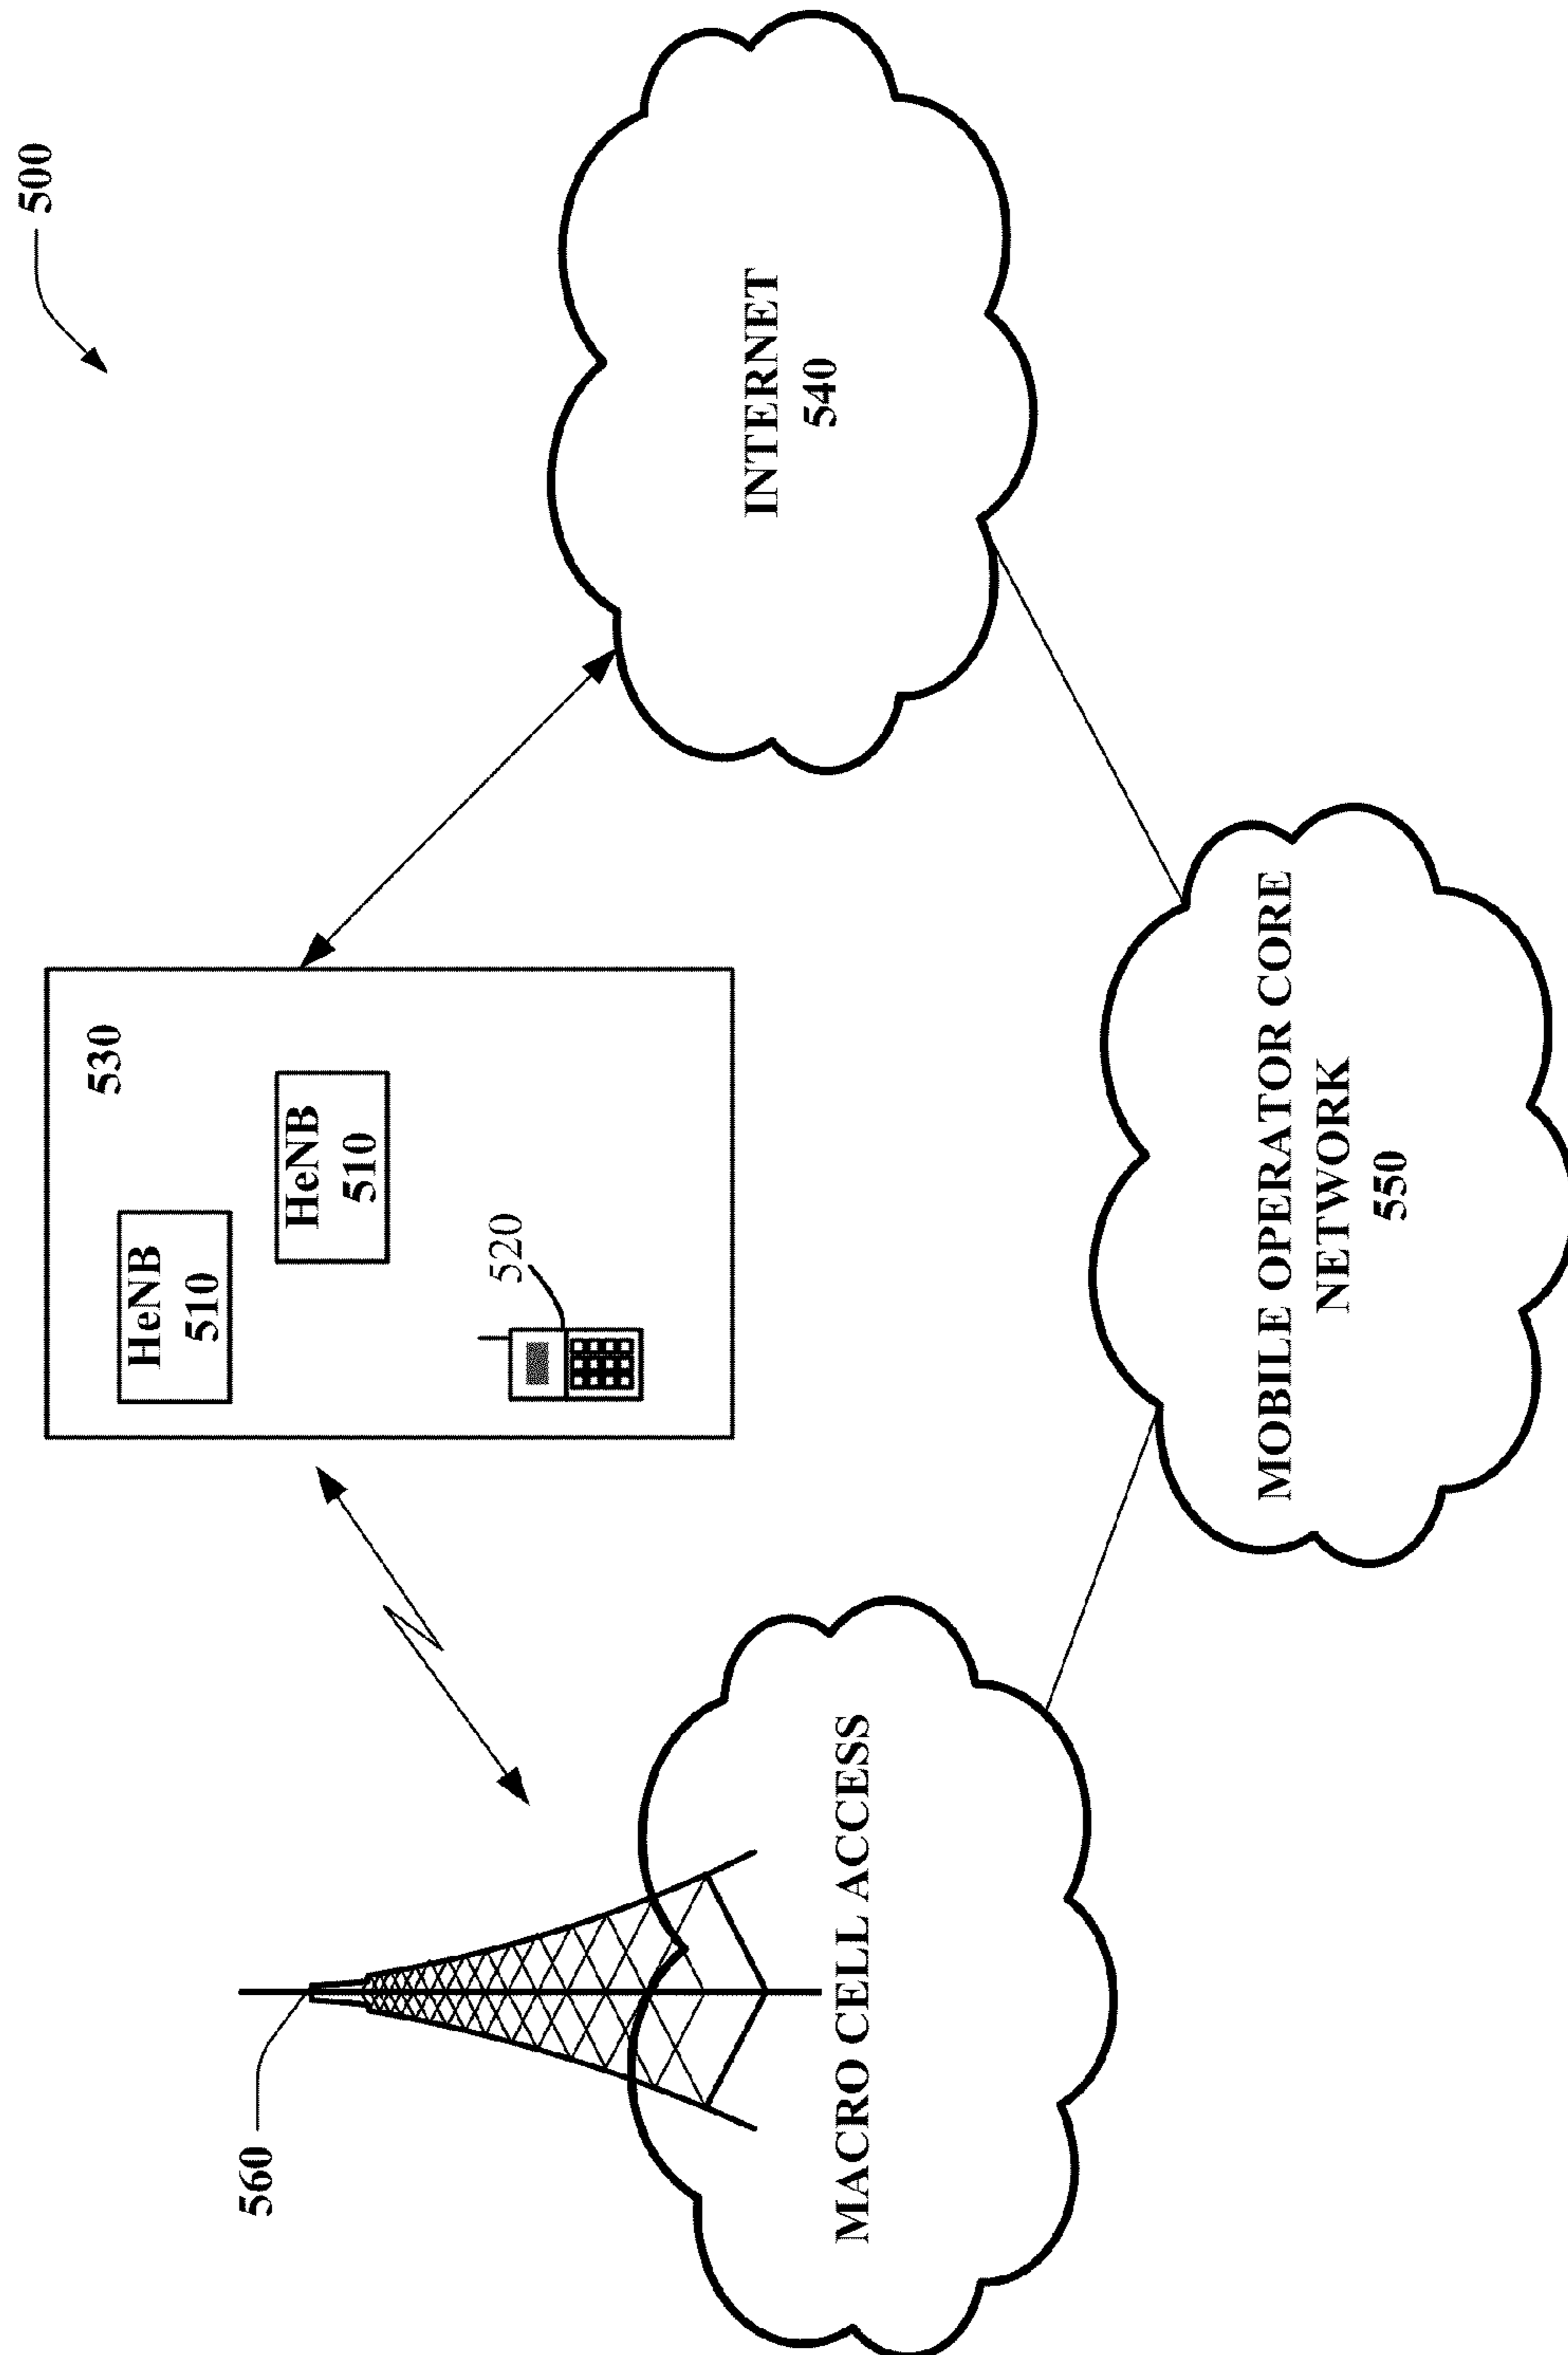 500
530
HeNB
510
HeNB
510
520
560
MACRO CELL ACCESS
INTERNET
540
MOBILE OPERATOR CORE
NETWORK
550